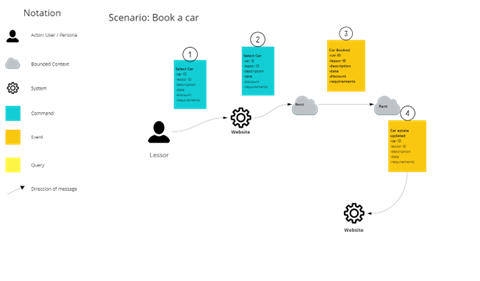 Notation
Scenario: Book a car
Actor/ User / Persona
Bounded Context
System
Command
Event
Query
Direction of message
1
Select Car
-car ID
-lessor ID
-description
-date
-discount
-requirements
2
Select Car
-car ID
-lessor ID
-description
-date
-discount
-requirements
3
Car Booked
-car ID
-lessor ID
-description
-date
-discount
-requirements
Lessor
Website
Rent
4
Car estate
updated
-car ID
-lessor ID
-description
-date
-discount
-requirements
Website